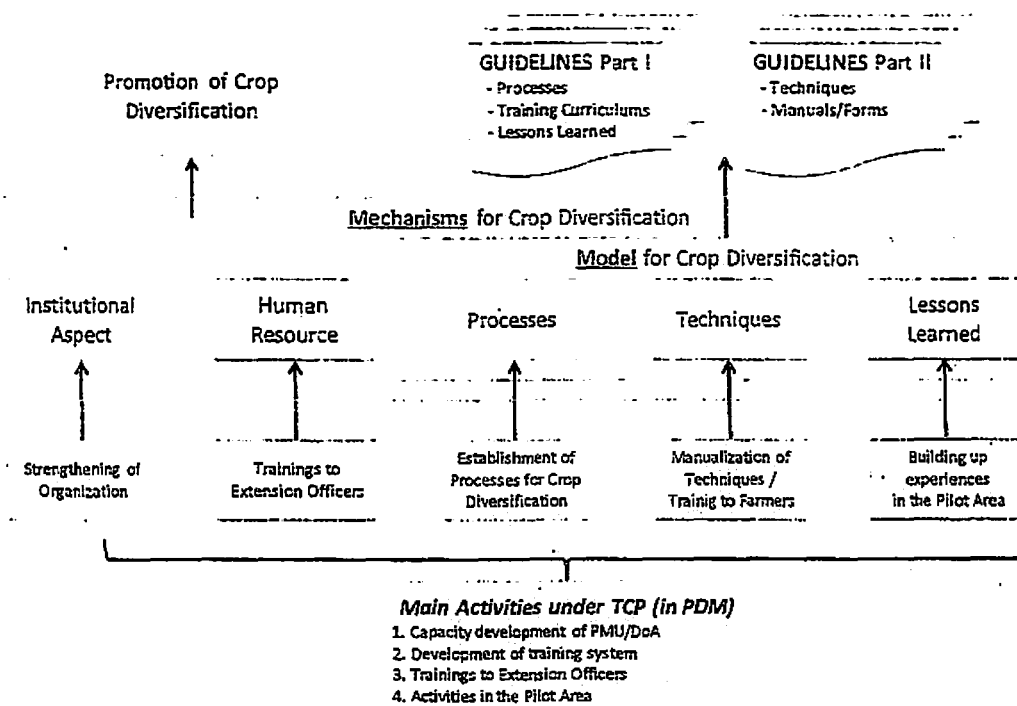 Promotion of Crop
Diversification
GUIDELINES Part I
- Processes
- Training Curriculums
- Lessons Learned
GUIDELINES Part II
- Techniques
- Manuals/Forms
Mechanisms for Crop Diversification
Model for Crop Diversification
Institutional
Aspect
Human
Resource
Processes
Techniques
Lessons
Learned
Strengthening of
Organization
Trainings to
Extension Officers
Establishment of
Processes for Crop
Diversification
Manualization of
Techniques /
Trainig to Farmers
Building up
experiences
in the Pilot Area
Main Activities under TCP (in PDM)
1. Capacity development of PMU/DoA
2. Development of training system
3. Trainings to Extension Officers
4. Activities in the Pilot Area